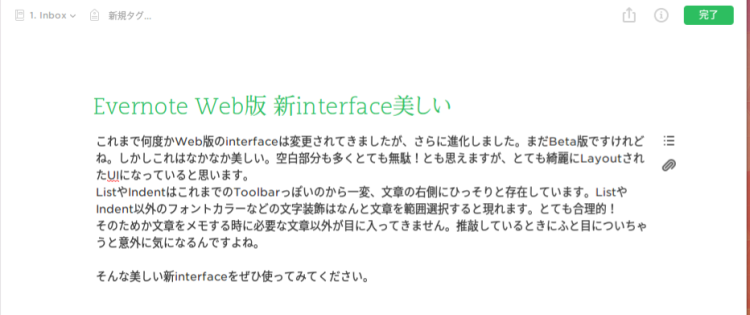 1. Inbox
新規タグ...
完了
Evernote Web版 新interface美しい
これまで何度かWeb版のinterfaceは変更されてきましたが、さらに進化しました。まだBeta版ですけれど
ね。しかしこれはなかなか美しい。空白部分も多くとても無駄！とも思えますが、とても綺麗にLayoutされ
たUIになっていると思います。
ListやIndentはこれまでのToolbarっぽいのから一変、文章の右側にひっそりと存在しています。Listや
Indent以外のフォントカラーなどの文字装飾はなんと文章を範囲選択すると現れます。とても合理的！
そのためか文章をメモする時に必要な文章以外が目に入ってきません。推敲しているときにふと目についちゃ
うと意外に気になるんですよね。
そんな美しい新interfaceをぜひ使ってみてください。